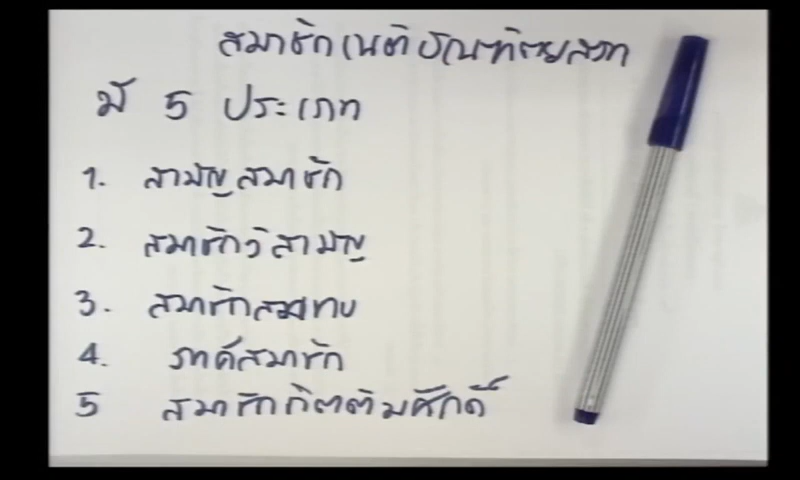 สมาชิกเนติบัณฑิตยสภา
มี 5 ประเภท
1. สามัญสมาชิก
2. สมาชิกวิสามัญ
3. สมาชิกสมทบ
4. ภาคีสมาชิก
5 สมาชิกกิตติมศักดิ์